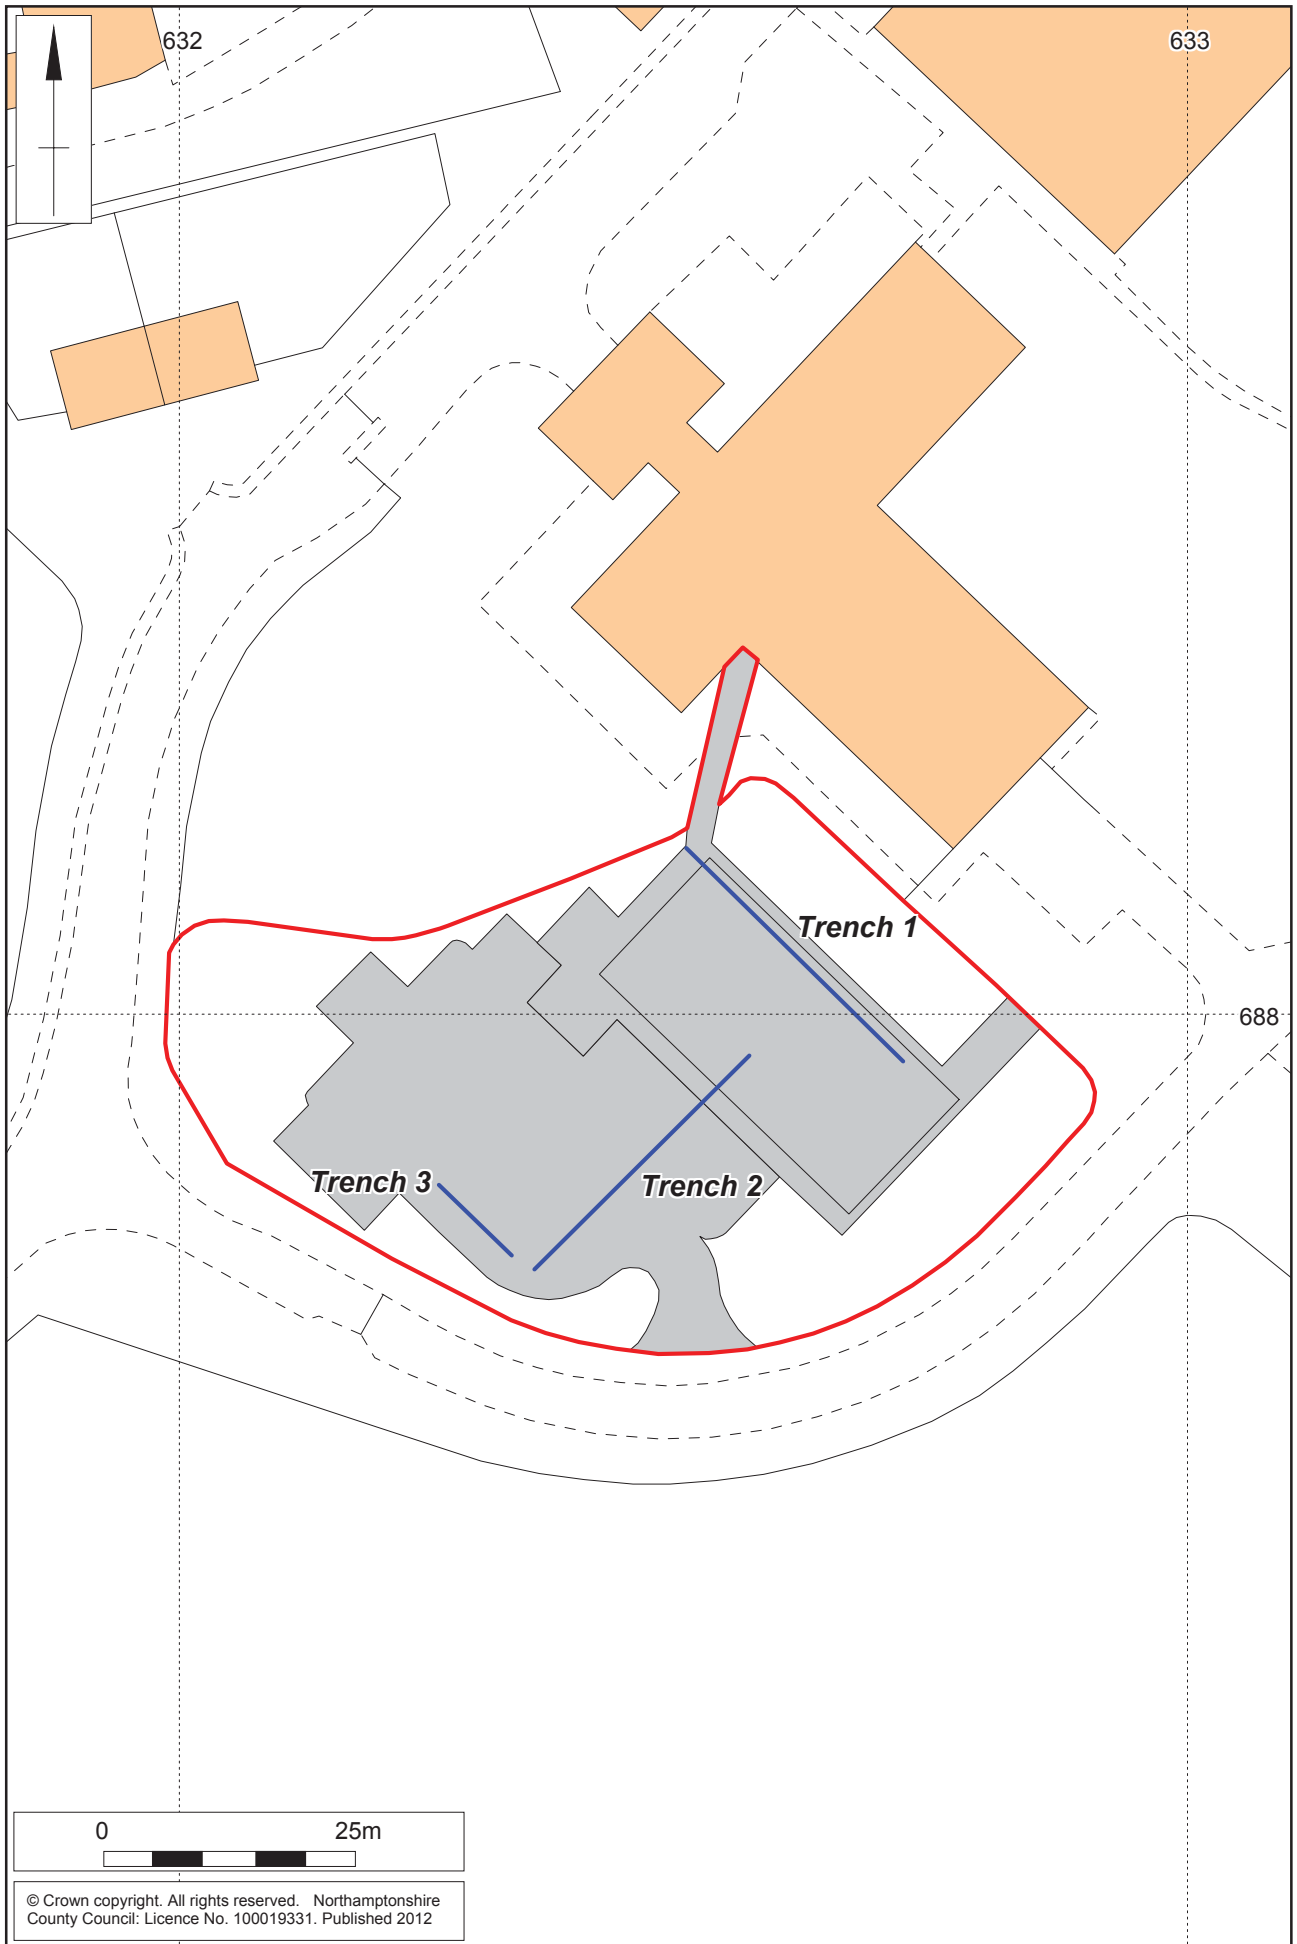 632
633
Trench 1
688
Trench 3
Trench 2
0 25m
© Crown copyright. All rights reserved. Northamptonshire
County Council: Licence No. 100019331. Published 2012